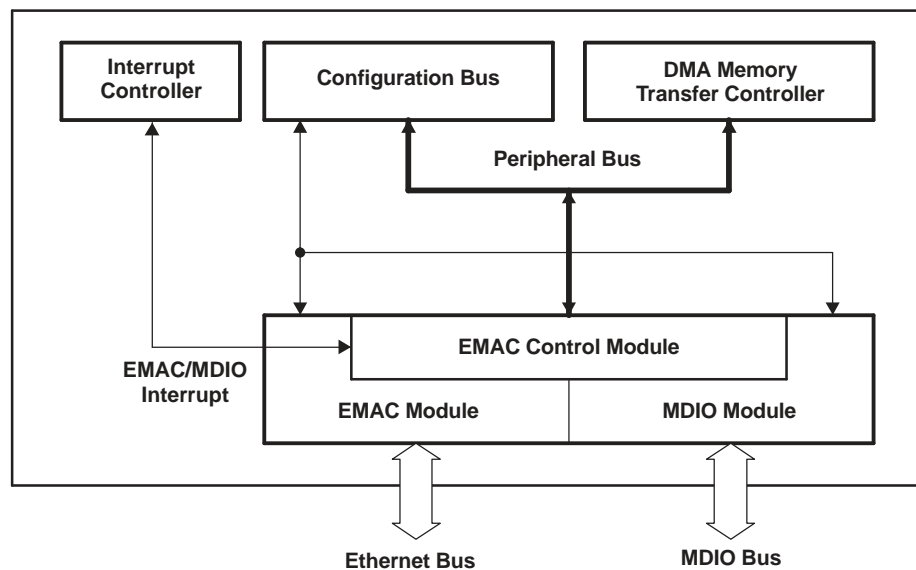 Interrupt
Controller
Configuration Bus
DMA Memory
Transfer Controller
Peripheral Bus
EMAC Control Module
EMAC/MDIO
Interrupt
EMAC Module
MDIO Module
Ethernet Bus
MDIO Bus